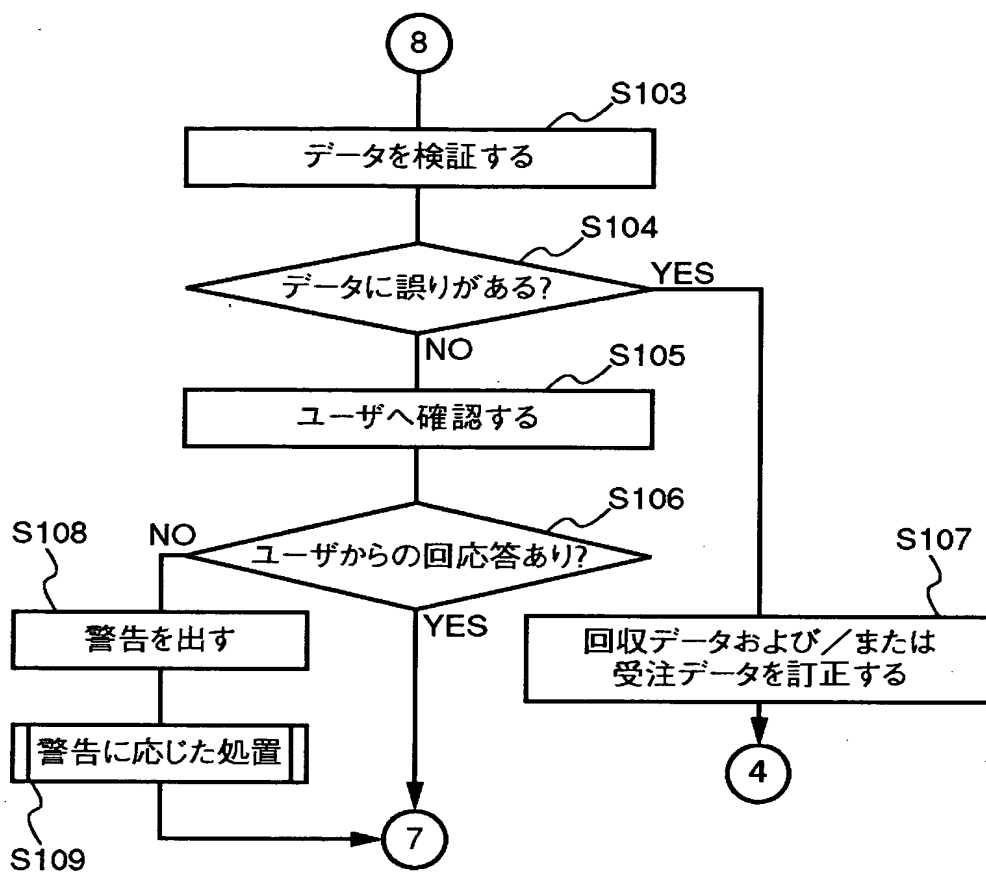 8
S103
データを検証する
S104
データに誤りがある?
YES
NO
S105
ユーザへ確認する
S106
S108
NO
ユーザからの回応答あり?
S107
警告を出す
YES
回収データおよび/または
受注データを訂正する
警告に応じた処置
4
7
S109